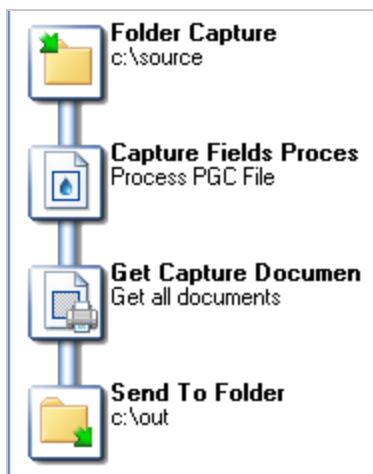 Folder Capture
c:\source
Capture Fields Proces
Process PGC File
Get Capture Documen
Get all documents
Send To Folder
c:\out